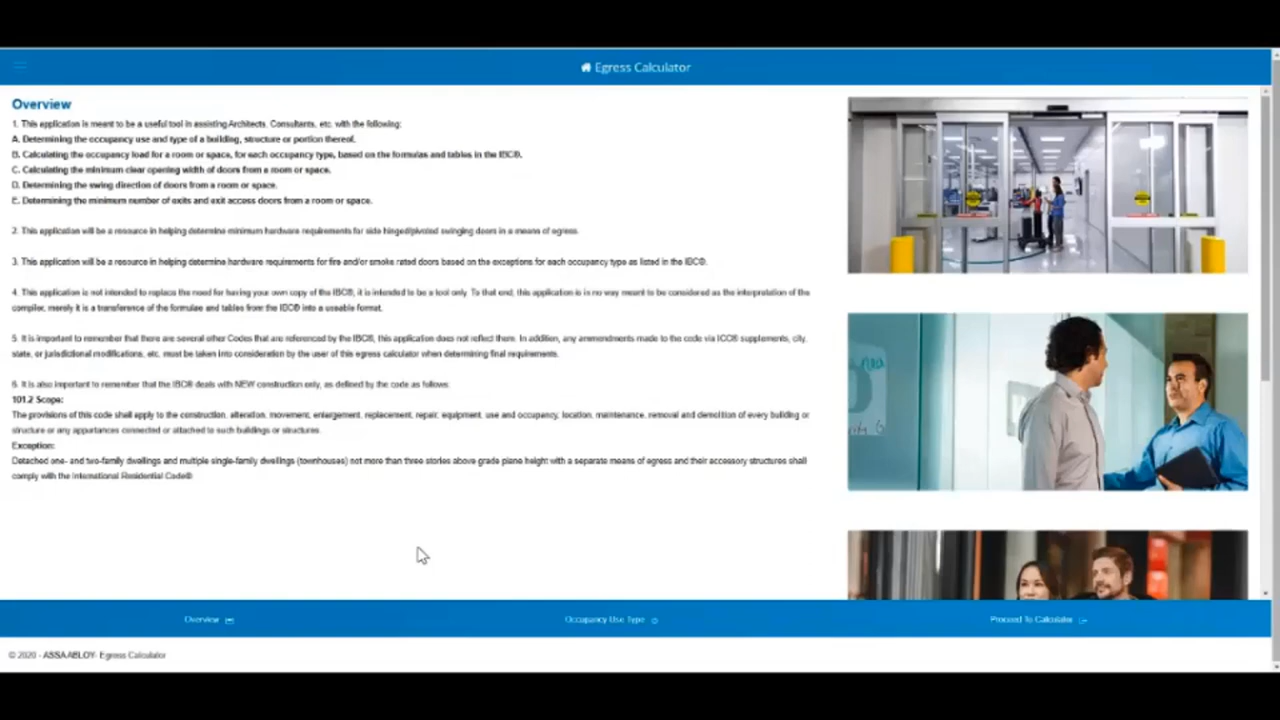 Egress Calculator
Overview
1. This application is meant to be a useful tool in assisting Architects, Consultants, etc. with the following:
A. Determining the occupancy use and type of a building, structure or portion thereof.
B. Calculating the occupancy load for a room or space, for each occupancy type, based on the formulas and tables in the IBC®.
C. Calculating the minimum clear opening width of doors from a room or space.
D. Determining the swing direction of doors from a room or space.
E. Determining the minimum number of exits and exit access doors from a room or space.
2. This application will be a resource in helping determine minimum hardware requirements for side hinged/pivoted swinging doors in a means of egress.
3. This application will be a resource in helping determine hardware requirements for fire and/or smoke rated doors based on the exceptions for each occupancy type as listed in the IBC®.
4. This application is not intended to replace the need for having your own copy of the IBC®, it is intended to be a tool only. To that end, this application is in no way meant to be considered as the interpretation of the
compiler, merely it is a transference of the formulae and tables from the IBC® into a useable format.
5. It is important to remember that there are several other Codes that are referenced by the IBC®, this application does not reflect them. In addition, any ammendments made to the code via ICC® supplements, city,
state, or jurisdictional modifications, etc. must be taken into consideration by the user of this egress calculator when determining final requirements.
6. It is also important to remember that the IBC® deals with NEW construction only, as defined by the code as follows:
101.2 Scope:
The provisions of this code shall apply to the construction, alteration, movement, enlargement, replacement, repair, equipment, use and occupancy, location, maintenance, removal and demolition of every building or
structure or any appurtances connected or attached to such buildings or structures.
Exception:
Detached one- and two-family dwellings and multiple single-family dwellings (townhouses) not more than three stories above grade plane height with a separate means of egress and their accessory structures shall
comply with the International Residential Code®
Overview
Occupancy Use Type
Proceed To Calculator
© 2020 - ASSA ABLOY- Egress Calculator